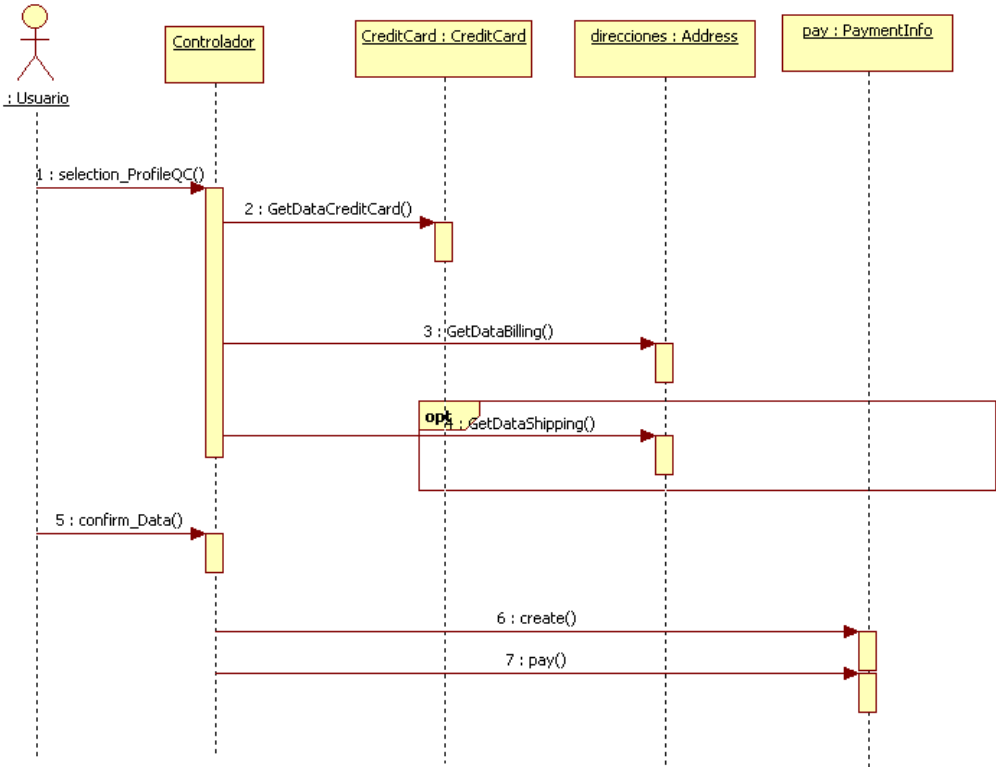 : Usuario
Controlador
CreditCard : CreditCard
direcciones : Address
pay : PaymentInfo
1 : selection_ProfileQC()
2 : GetDataCreditCard()
3 : GetDataBilling()
opt
4 : GetDataShipping()
5 : confirm_Data()
6 : create()
7 : pay()